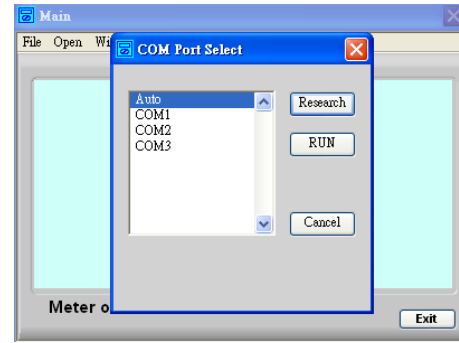 Main
File Open Wi
COM Port Select
Auto
COM1
COM2
COM3
Research
RUN
Cancel
Meter o
Exit